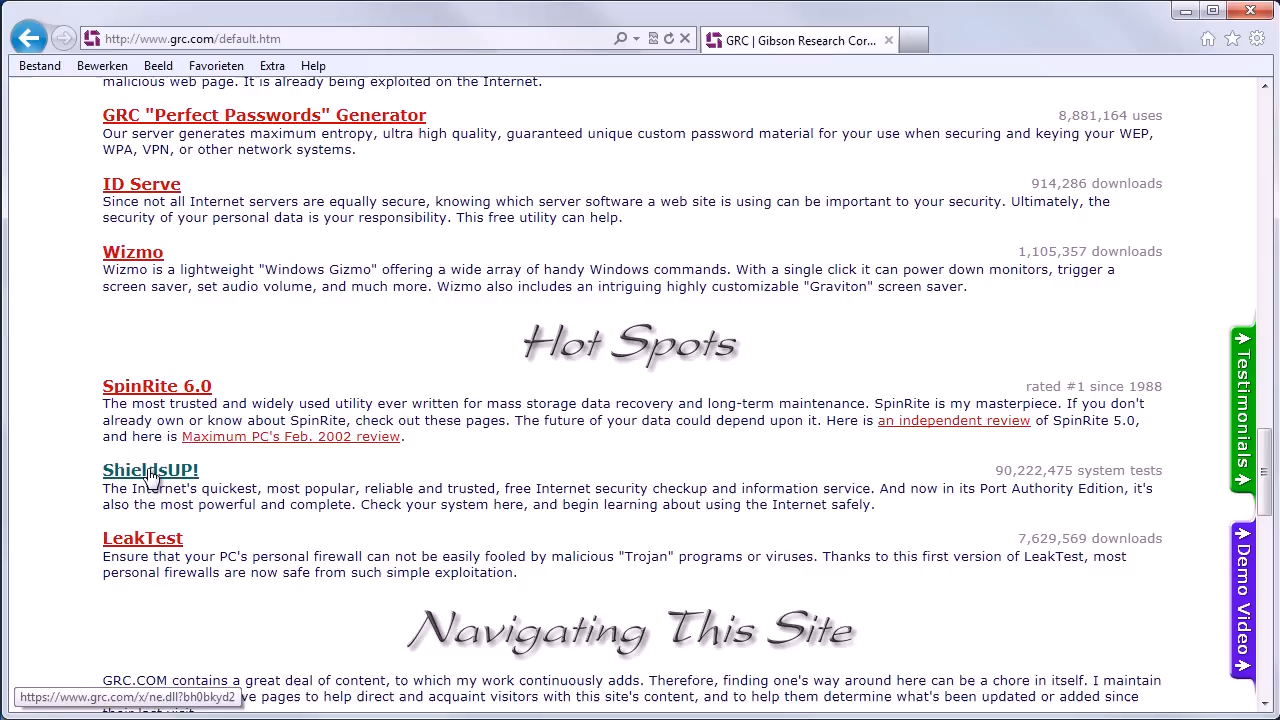 http://www.grc.com/default.htm
GRC | Gibson Research Cor...
Bestand Bewerken Beeld Favorieten Extra Help
malicious web page. It is already being exploited on the Internet.
GRC "Perfect Passwords" Generator 8,881,164 uses
Our server generates maximum entropy, ultra high quality, guaranteed unique custom password material for your use when securing and keying your WEP,
WPA, VPN, or other network systems.
ID Serve 914,286 downloads
Since not all Internet servers are equally secure, knowing which server software a web site is using can be important to your security. Ultimately, the
security of your personal data is your responsibility. This free utility can help.
Wizmo 1,105,357 downloads
Wizmo is a lightweight "Windows Gizmo" offering a wide array of handy Windows commands. With a single click it can power down monitors, trigger a
screen saver, set audio volume, and much more. Wizmo also includes an intriguing highly customizable "Graviton" screen saver.
Hot Spots
SpinRite 6.0 rated #1 since 1988
The most trusted and widely used utility ever written for mass storage data recovery and long-term maintenance. SpinRite is my masterpiece. If you don't
already own or know about SpinRite, check out these pages. The future of your data could depend upon it. Here is an independent review of SpinRite 5.0,
and here is Maximum PC's Feb. 2002 review.
ShieldsUP! 90,222,475 system tests
The Internet's quickest, most popular, reliable and trusted, free Internet security checkup and information service. And now in its Port Authority Edition, it's
also the most powerful and complete. Check your system here, and begin learning about using the Internet safely.
LeakTest 7,629,569 downloads
Ensure that your PC's personal firewall can not be easily fooled by malicious "Trojan" programs or viruses. Thanks to this first version of LeakTest, most
personal firewalls are now safe from such simple exploitation.
Navigating This Site
GRC.COM contains a great deal of content, to which my work continuously adds. Therefore, finding one's way around here can be a chore in itself. I maintain
pages to help direct and acquaint visitors with this site's content, and to help them determine what's been updated or added since
their last visit.
https://www.grc.com/x/ne.dll?bh0bkyd2
Testimonials
Demo Video